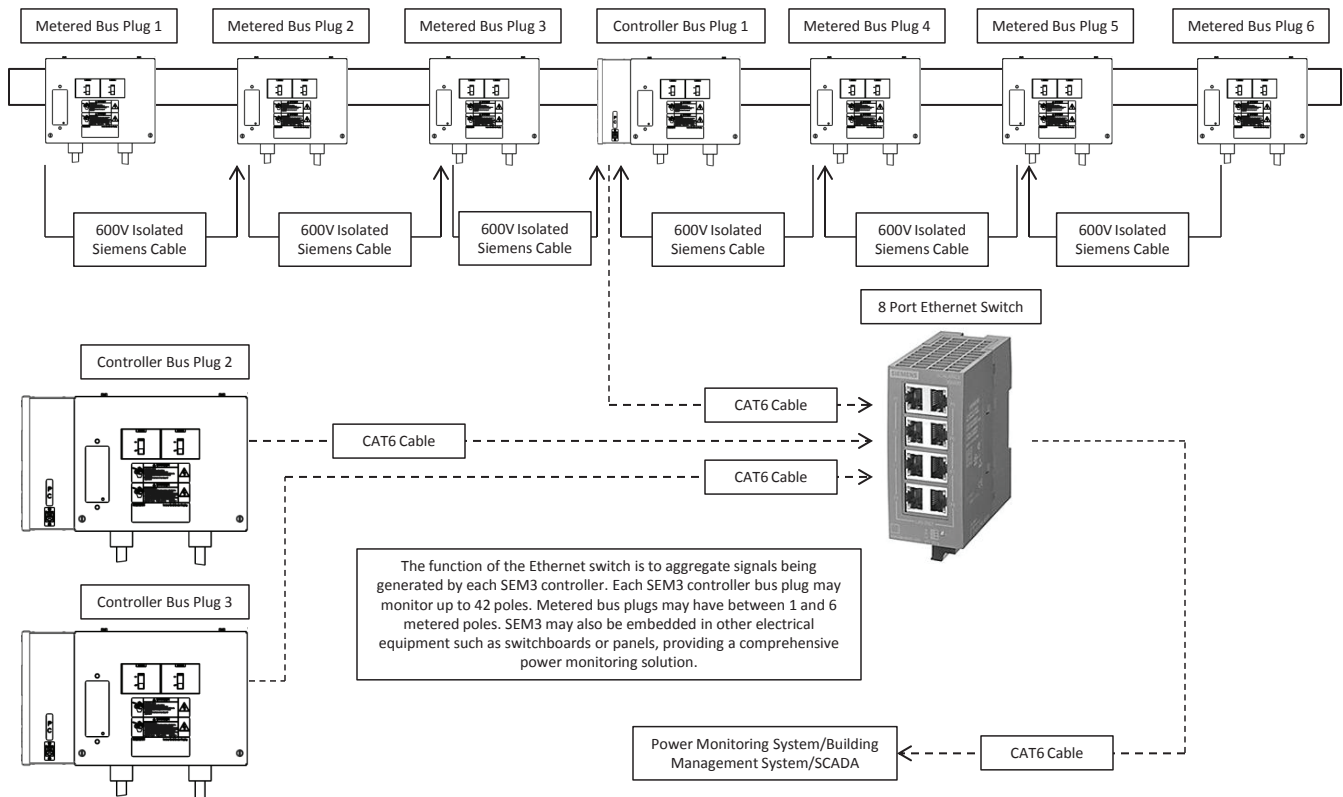 Metered Bus Plug 1
Metered Bus Plug 2
Metered Bus Plug 3
Controller Bus Plug 1
Metered Bus Plug 4
Metered Bus Plug 5
Metered Bus Plug 6
600V Isolated
Siemens Cable
600V Isolated
Siemens Cable
600V Isolated
Siemens Cable
600V Isolated
Siemens Cable
600V Isolated
Siemens Cable
600V Isolated
Siemens Cable
8 Port Ethernet Switch
SIEMENS
Controller Bus Plug 2
CAT6 Cable
CAT6 Cable
CAT6 Cable
Controller Bus Plug 3
The function of the Ethernet switch is to aggregate signals being
generated by each SEM3 controller. Each SEM3 controller bus plug may
monitor up to 42 poles. Metered bus plugs may have between 1 and 6
metered poles. SEM3 may also be embedded in other electrical
equipment such as switchboards or panels, providing a comprehensive
power monitoring solution.
Power Monitoring System/Building
Management System/SCADA
CAT6 Cable